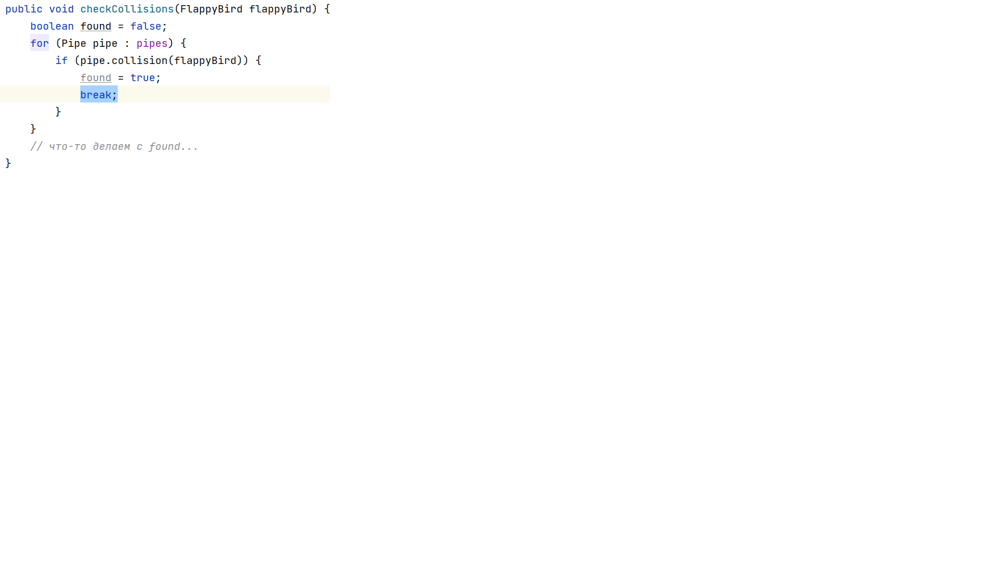 public void checkCollisions(FlappyBird flappyBird) {
    boolean found = false;
    for (Pipe pipe : pipes) {
        if (pipe.collision(flappyBird)) {
            found = true;
            break;
        }
    }
    // что-то делаем с found...
}